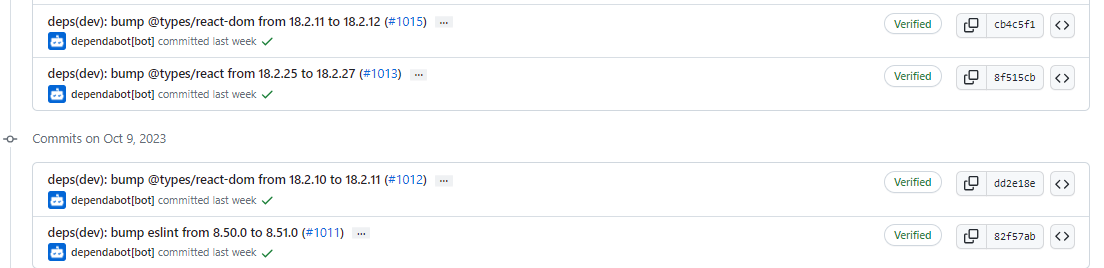 deps(dev): bump @types/react-dom from 18.2.11 to 18.2.12 (#1015) ...
Verified
cb4c5f1
dependabot[bot] committed last week
deps(dev): bump @types/react from 18.2.25 to 18.2.27 (#1013) ...
Verified
8f515cb
dependabot[bot] committed last week
Commits on Oct 9, 2023
deps(dev): bump @types/react-dom from 18.2.10 to 18.2.11 (#1012) ...
Verified
dd2e18e
dependabot[bot] committed last week
deps(dev): bump eslint from 8.50.0 to 8.51.0 (#1011) ...
Verified
82f57ab
dependabot[bot] committed last week